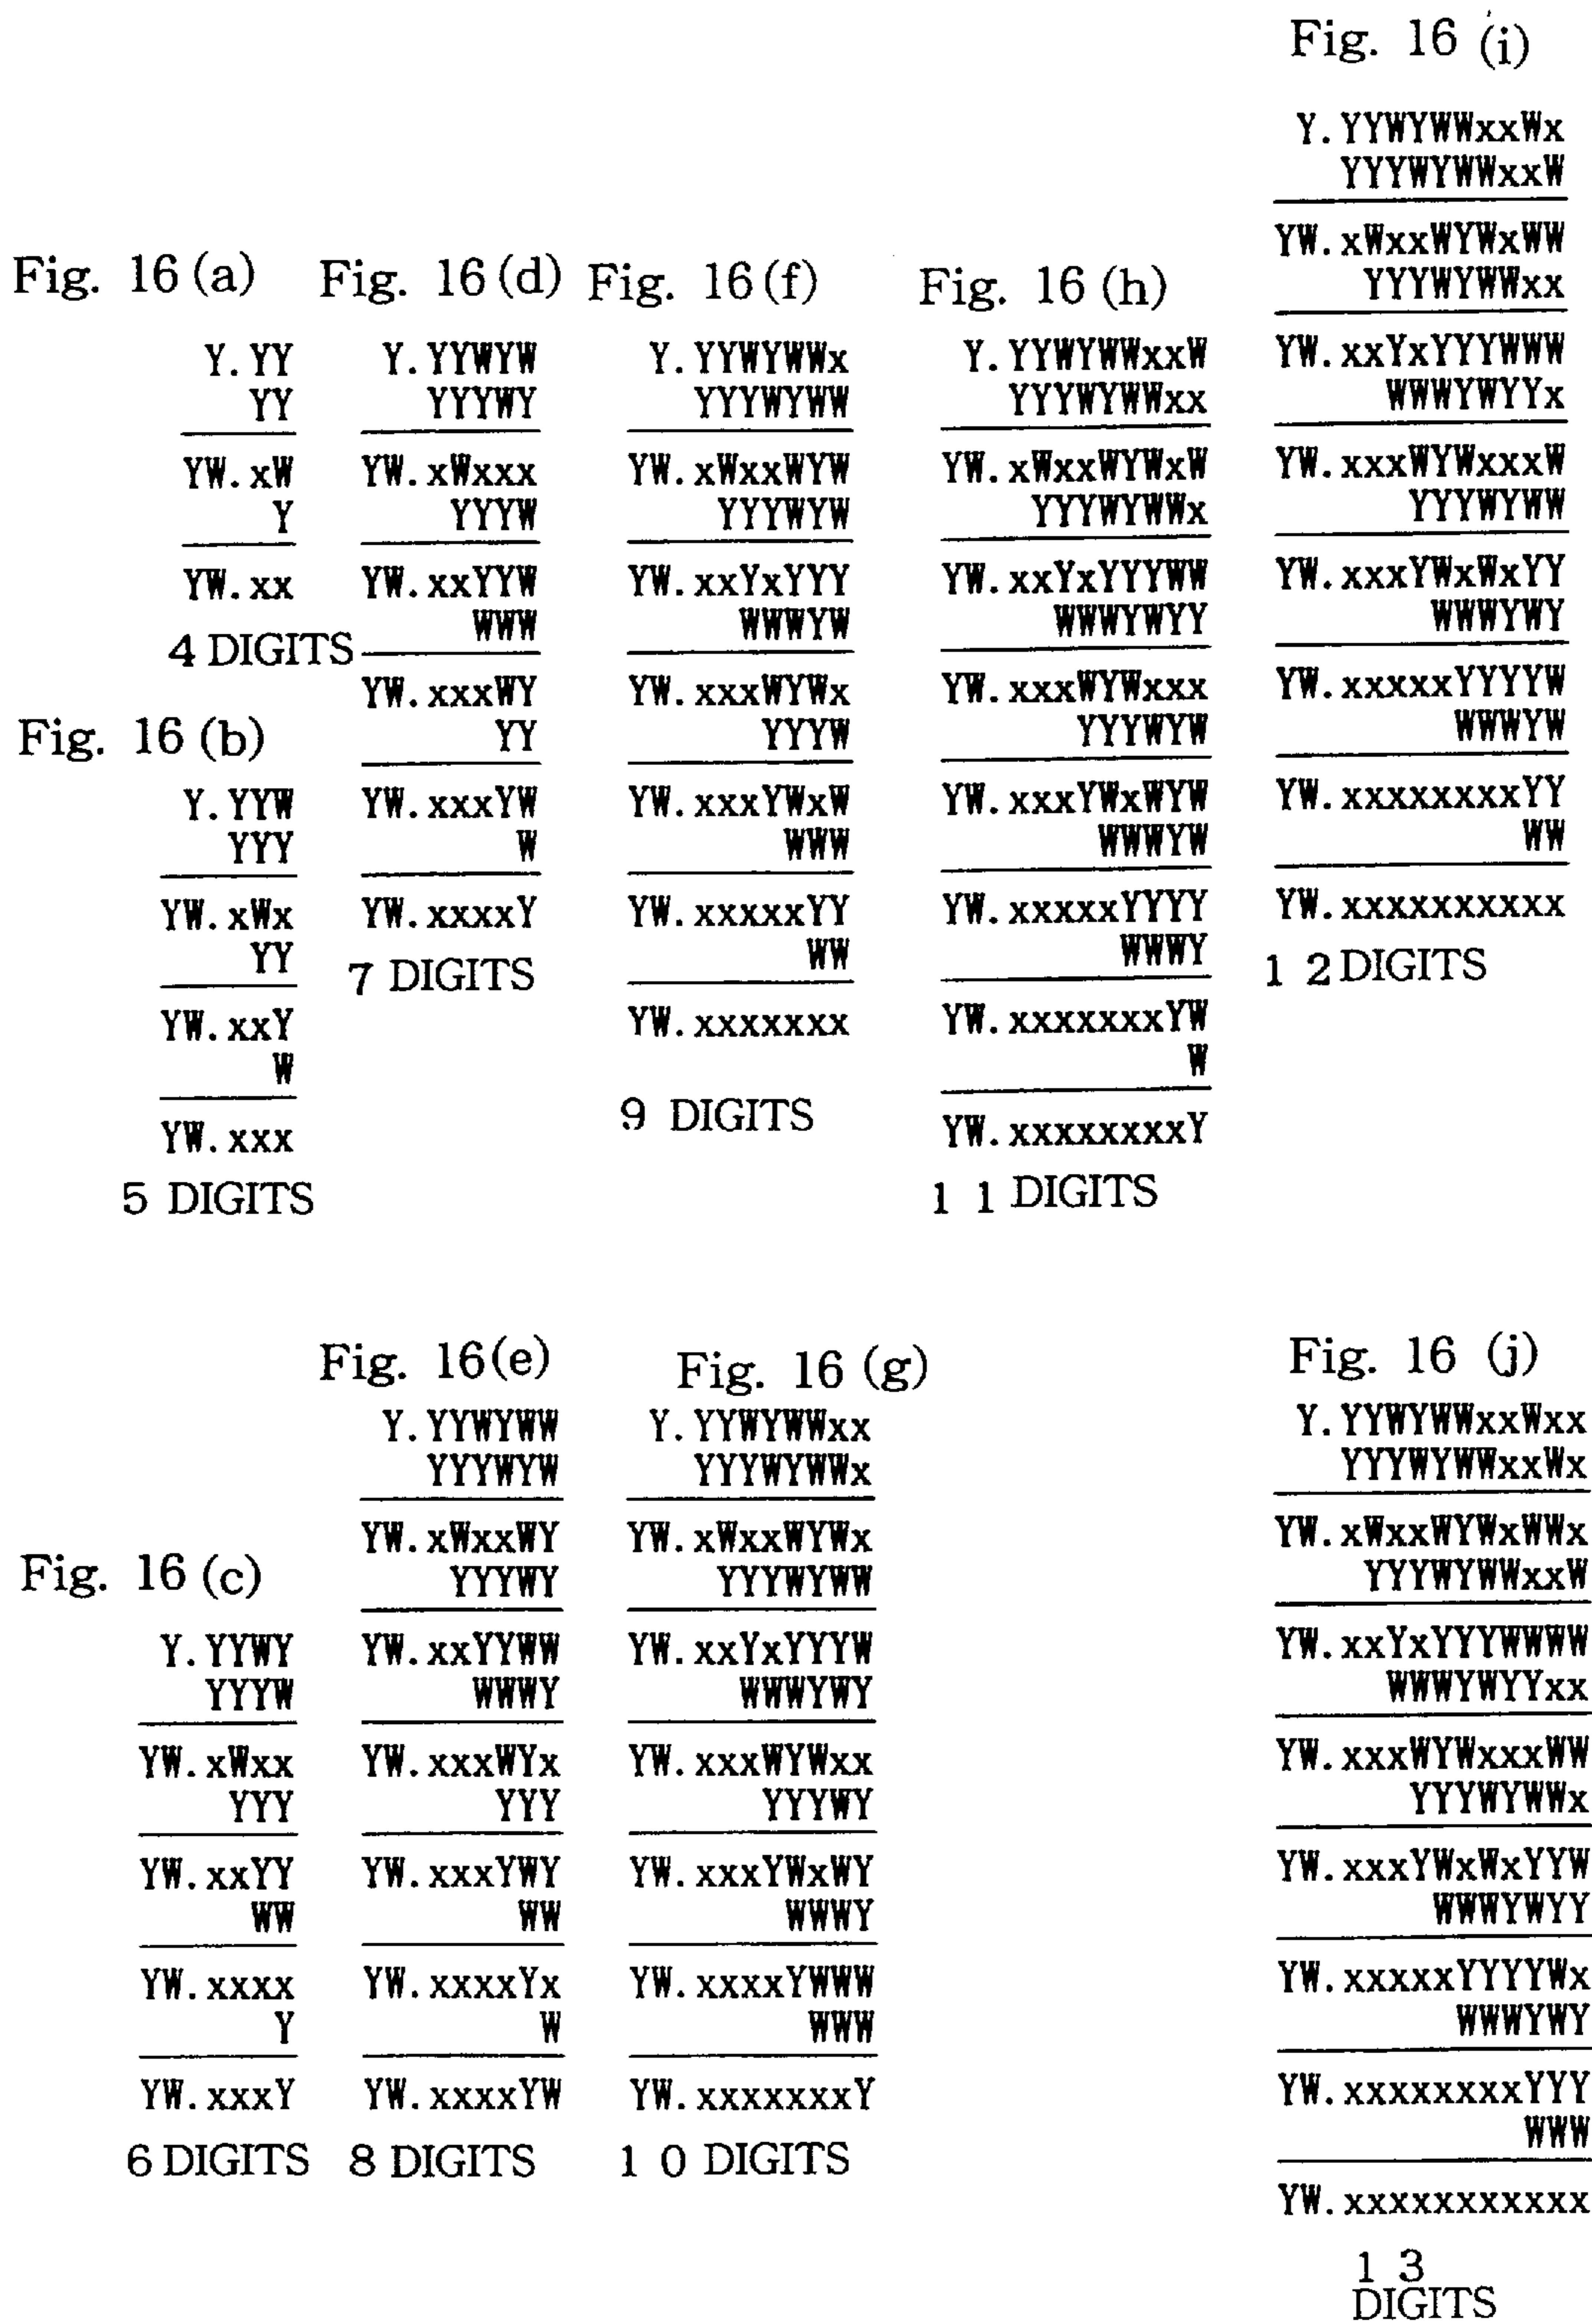 Fig. 16 (a)
Y.YY
YY
YW.xW
Y
YW.xx
4 DIGITS
Fig. 16 (b)
Y.YYW
YYY
YW.xWx
YY
YW.xxY
W
YW.xxx
5 DIGITS
Fig. 16 (d)
Y.YYWYW
YYYWY
YW.xWxxx
YYYW
YW.xxYYW
WWW
YW.xxxWY
YY
YW.xxxYW
W
YW.xxxxY
7 DIGITS
Fig. 16 (f)
Y.YYWYWWx
YYYWYWW
YW.xWxxWYW
YYYWYW
YW.xxYxYYY
WWWYW
YW.xxxWYWx
YYYW
YW.xxxYWxW
WWW
YW.xxxxxYY
WW
YW.xxxxxxx
9 DIGITS
Fig. 16 (h)
Y.YYWYWWxxW
YYYWYWWxx
YW.xWxxWYWxW
YYYWYWWx
YW.xxYxYYYWW
WWWYWYY
YW.xxxWYWxxx
YYYWYW
YW.xxxYWxWYW
WWWYW
YW.xxxxxYYYY
WWWY
YW.xxxxxxxYW
W
YW.xxxxxxxxY
11 DIGITS
Fig. 16 (i)
Y.YYWYWWxxWx
YYYWYWWxxW
YW.xWxxWYWxWW
YYYWYWWxx
YW.xxYxYYYWWW
WWWYWYYx
YW.xxxWYWxxxW
YYYWYWW
YW.xxxYWxWxYY
WWWYWY
YW.xxxxxYYYYW
WWWYW
YW.xxxxxxxxYY
WW
YW.xxxxxxxxxx
12 DIGITS
Fig. 16 (c)
Y.YYWY
YYYW
YW.xWxx
YYY
YW.xxYY
WW
YW.xxxx
Y
YW.xxxY
6 DIGITS
Fig. 16 (e)
Y.YYWYWW
YYYWYW
YW.xWxxWY
YYYWY
YW.xxYYWW
WWWY
YW.xxxWYx
YYY
YW.xxxYWY
WW
YW.xxxxYx
W
YW.xxxxYW
8 DIGITS
Fig. 16 (g)
Y.YYWYWWxx
YYYWYWWx
YW.xWxxWYWx
YYYWYWW
YW.xxYxYYYW
WWWYWY
YW.xxxWYWxx
YYYWY
YW.xxxYWxWY
WWWY
YW.xxxxYWWW
WWW
YW.xxxxxxxY
10 DIGITS
Fig. 16 (j)
Y.YYWYWWxxWxx
YYYWYWWxxWx
YW.xWxxWYWxWWx
YYYWYWWxxW
YW.xxYxYYYWWWW
WWWYWYYxx
YW.xxxWYWxxxWW
YYYWYWWx
YW.xxxYWxWxYYW
WWWYWYY
YW.xxxxxYYYYWx
WWWYWY
YW.xxxxxxxxYYY
WWW
YW.xxxxxxxxxxx
13
DIGITS